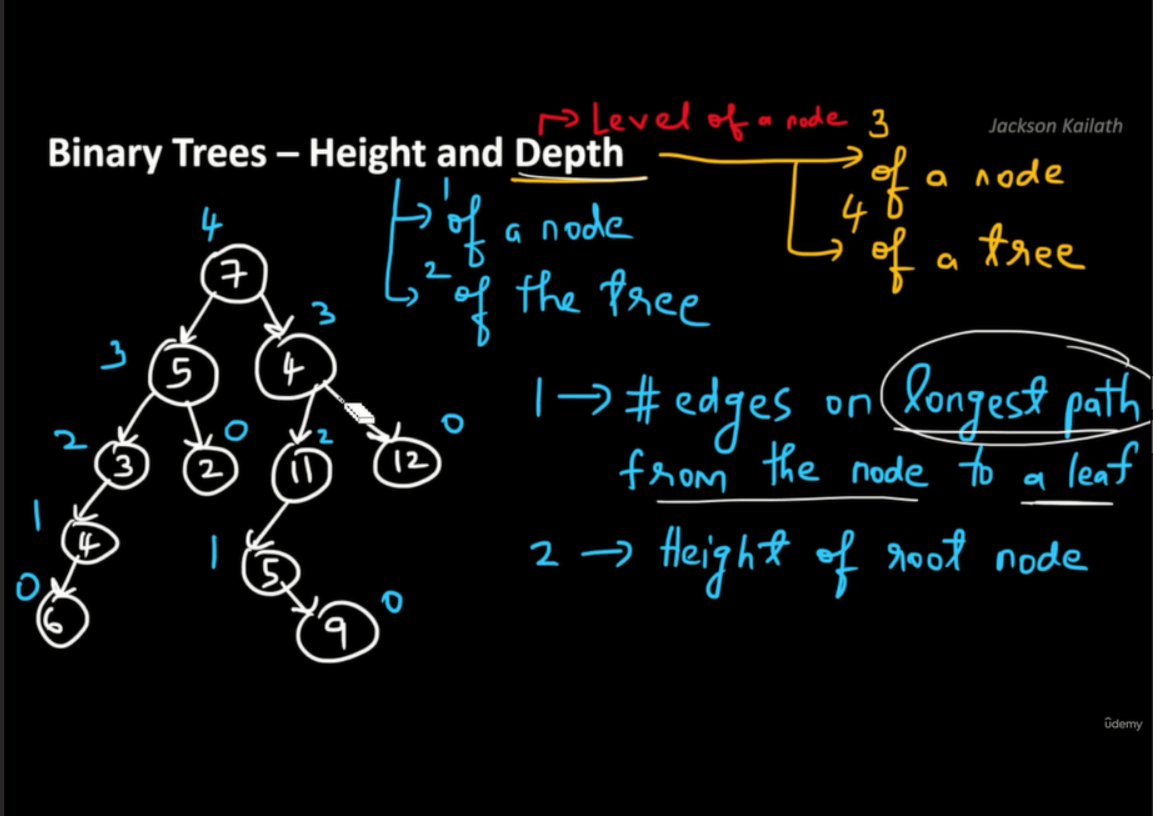 Level of a node
3
Jackson Kailath
Binary Trees – Height and Depth
of a node
1 of a node
4
4
of a tree
2 of the tree
7
3
3
5
4
1 → # edges on longest path
2
0
2
0
3
2
11
12
from the node to a leaf
1
4
1
5
2 → Height of root node
0
6
9
0
ûdemy